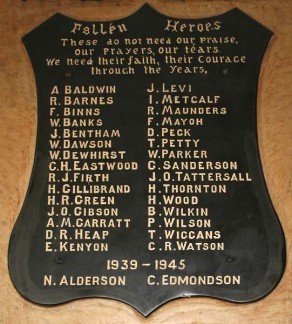 Fallen Heroes
These do not need our praise,
our prayers, our tears.
We need their faith, their courage
through the years.
A. BALDWIN J. LEVI
R. BARNES I. METCALF
F. BINNS R. MAUNDERS
W. BANKS F. MAYOH
J. BENTHAM D. PECK
W. DAWSON T. PETTY
W. DEWHIRST W. PARKER
C. H. EASTWOOD C. SANDERSON
R. J. FIRTH J. O. TATTERSALL
H. GILLIBRAND H. THORNTON
H. R. GREEN H. WOOD
J. O. GIBSON B. WILKIN
A. M. GARRATT P. WILSON
D. R. HEAP T. WIGGANS
E. KENYON C. R. WATSON
1939 – 1945
N. ALDERSON C. EDMONDSON